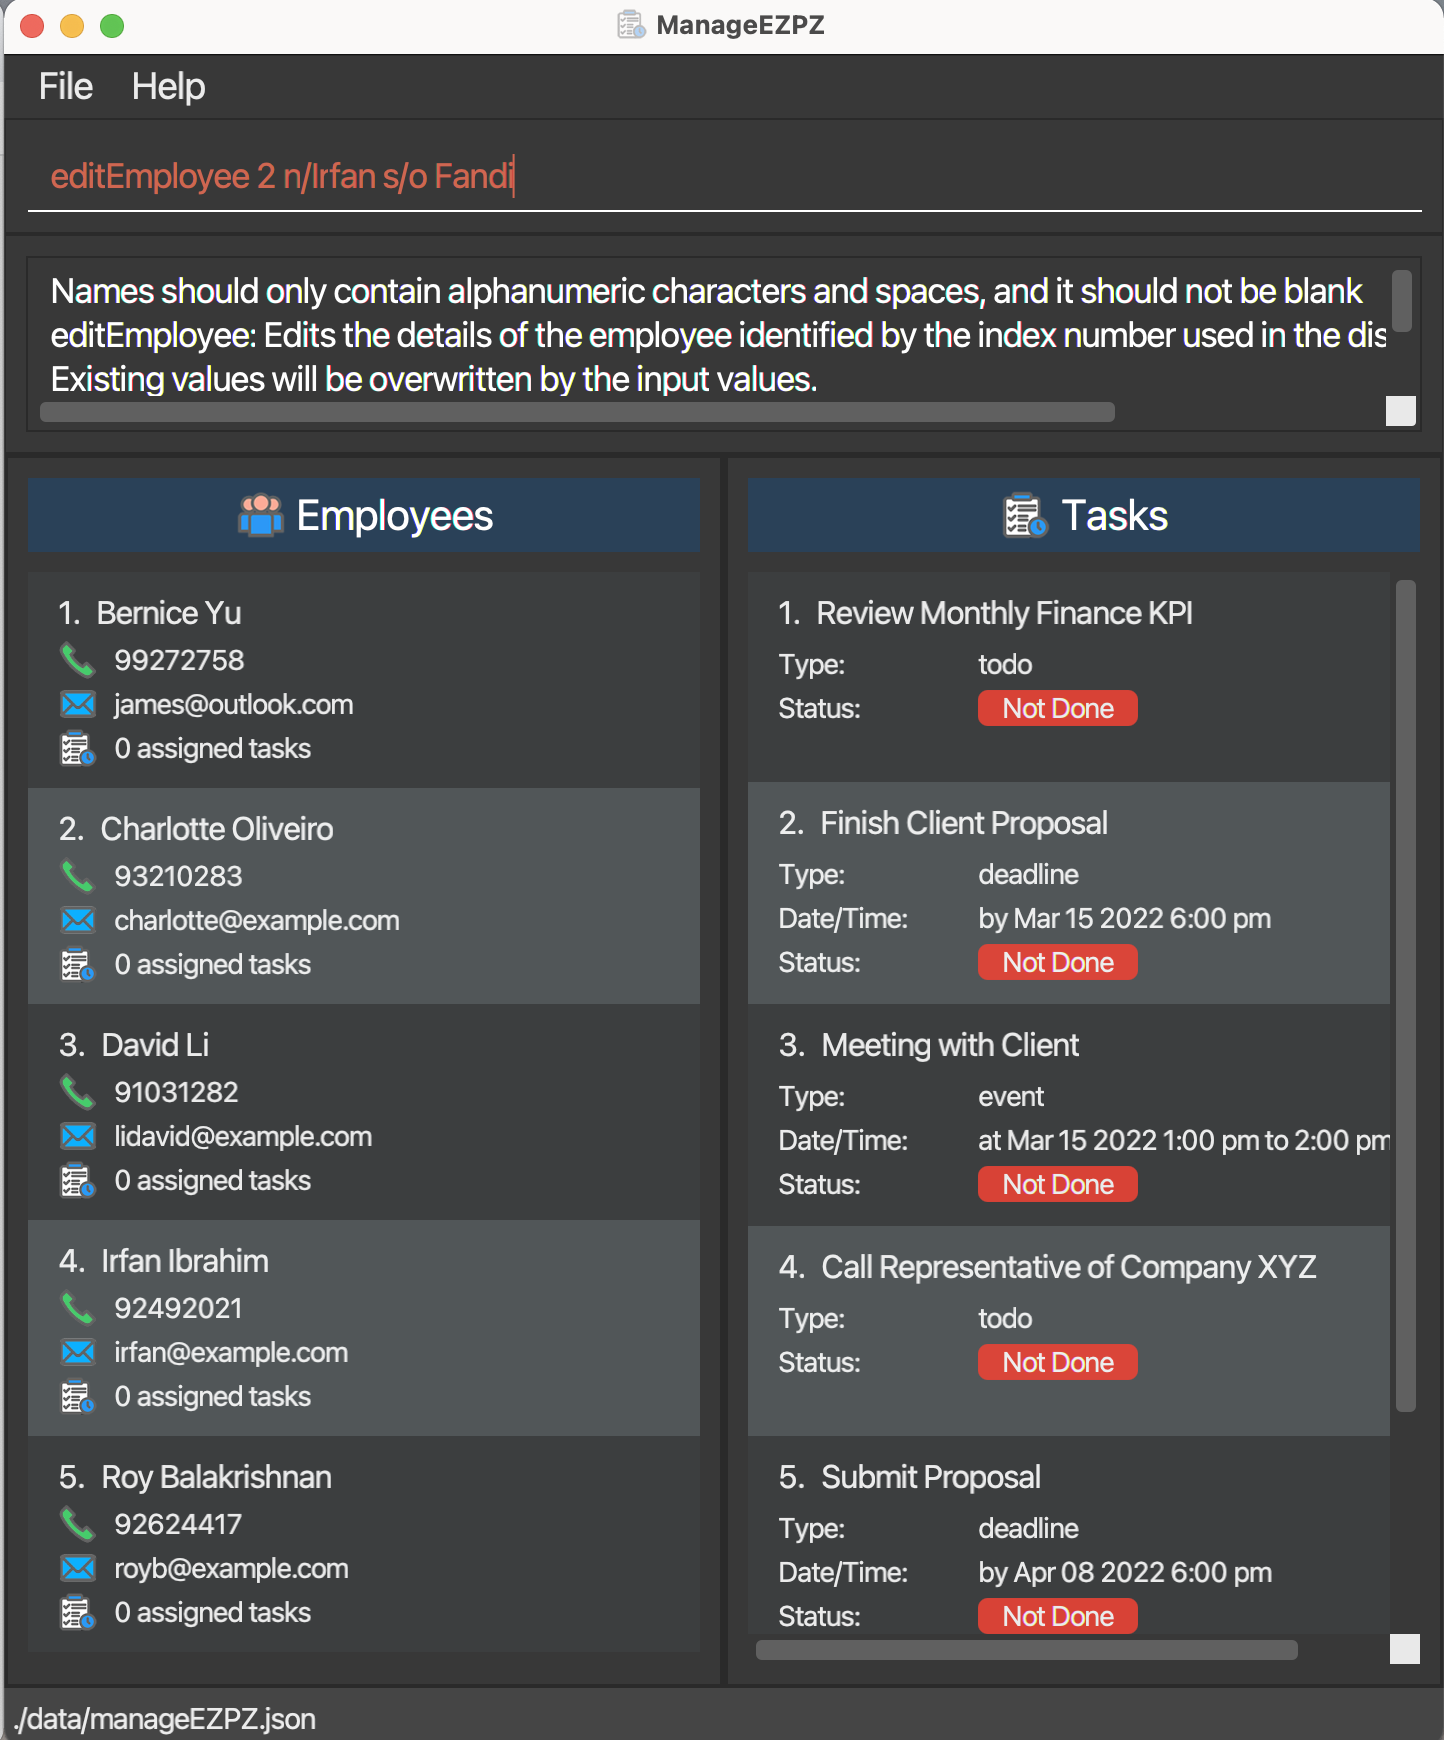 ManageEZPZ
File Help
editEmployee 2 n/Irfan s/o Fandi
Names should only contain alphanumeric characters and spaces, and it should not be blank
editEmployee: Edits the details of the employee identified by the index number used in the dis
Existing values will be overwritten by the input values.
Employees
1. Bernice Yu
99272758
james@outlook.com
0 assigned tasks
2. Charlotte Oliveiro
93210283
charlotte@example.com
0 assigned tasks
3. David Li
91031282
lidavid@example.com
0 assigned tasks
4. Irfan Ibrahim
92492021
irfan@example.com
0 assigned tasks
5. Roy Balakrishnan
92624417
royb@example.com
0 assigned tasks
Tasks
1. Review Monthly Finance KPI
Type: todo
Status: Not Done
2. Finish Client Proposal
Type: deadline
Date/Time: by Mar 15 2022 6:00 pm
Status: Not Done
3. Meeting with Client
Type: event
Date/Time: at Mar 15 2022 1:00 pm to 2:00 pm
Status: Not Done
4. Call Representative of Company XYZ
Type: todo
Status: Not Done
5. Submit Proposal
Type: deadline
Date/Time: by Apr 08 2022 6:00 pm
Status: Not Done
./data/manageEZPZ.json